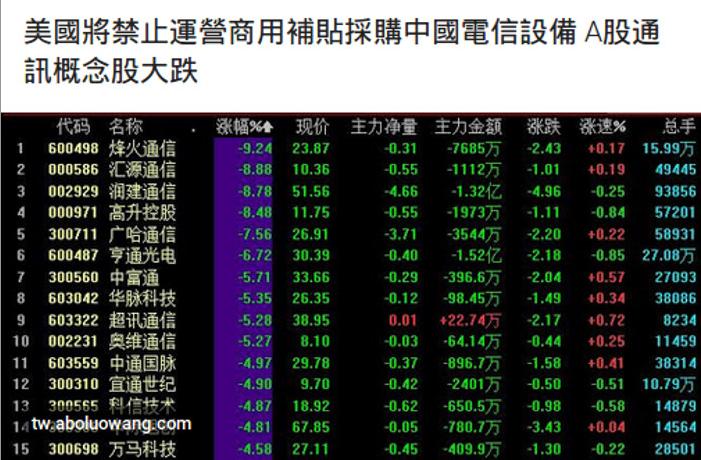 美國將禁止運營商用補貼採購中國電信設備 A股通
訊概念股大跌
代码 名称 . 涨幅%↑ 现价 主力净量 主力金额 涨跌 涨速% 总手
1 600498 烽火通信 -9.24 23.87 -0.31 -7685万 -2.43 +0.17 15.99万
2 000586 汇源通信 -8.88 10.36 -0.55 -1112万 -1.01 +0.19 49445
3 002929 润建通信 -8.78 51.56 -4.66 -1.32亿 -4.96 -0.25 93856
4 000971 高升控股 -8.48 11.75 -0.55 -1973万 -1.11 -0.84 57201
5 300711 广哈通信 -7.56 26.91 -3.71 -3544万 -2.20 +0.22 58931
6 600487 亨通光电 -6.72 30.39 -0.40 -1.52亿 -2.18 -0.85 27.08万
7 300560 中富通 -5.71 33.66 -0.29 -396.6万 -2.04 +0.57 27093
8 603042 华脉科技 -5.35 26.35 -0.12 -98.45万 -1.49 +0.34 38086
9 603322 超讯通信 -5.28 38.95 0.01 +22.74万 -2.17 +0.72 8234
10 002231 奥维通信 -5.27 8.10 -0.03 -64.14万 -0.44 +0.25 11459
11 603559 中通国脉 -4.97 29.78 -0.37 -896.7万 -1.58 +0.41 38314
12 300310 宜通世纪 -4.90 9.70 -0.42 -2401万 -0.50 -0.51 10.79万
13 300565 科信技术 -4.87 18.92 -0.62 -650.5万 -0.98 -0.58 14879
14 -4.81 67.85 -0.05 -780.7万 -3.43 +0.04 14564
tw.aboluowang.com
15 300698 万马科技 -4.58 27.11 -0.45 -409.9万 -1.30 -0.22 28501